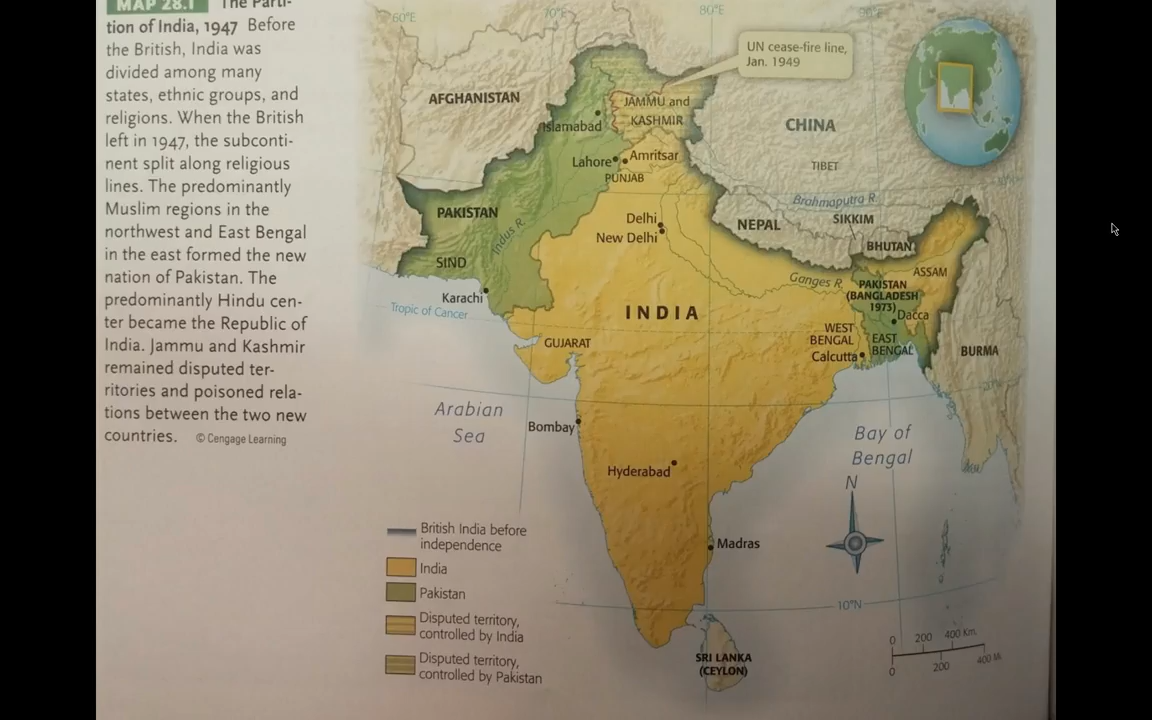 MAP 28.1 The Parti-
tion of India, 1947 Before
the British, India was
divided among many
states, ethnic groups, and
religions. When the British
left in 1947, the subconti-
nent split along religious
lines. The predominantly
Muslim regions in the
northwest and East Bengal
in the east formed the new
nation of Pakistan. The
predominantly Hindu cen-
ter became the Republic of
India. Jammu and Kashmir
remained disputed ter-
ritories and poisoned rela-
tions between the two new
countries. © Cengage Learning
60°E
70°E
80°E
90°E
UN cease-fire line,
Jan. 1949
AFGHANISTAN
JAMMU and
KASHMIR
Islamabad
CHINA
Lahore
Amritsar
PUNJAB
TIBET
PAKISTAN
Indus R.
Delhi
New Delhi
Brahmaputra R.
SIKKIM
NEPAL
BHUTAN
SIND
ASSAM
Karachi
Ganges R.
PAKISTAN
(BANGLADESH
1973)
Tropic of Cancer
INDIA
Dacca
WEST
BENGAL
EAST
BENGAL
GUJARAT
Calcutta
BURMA
20°N
Arabian
Sea
Bombay
Bay of
Bengal
Hyderabad
N
Madras
British India before
independence
India
Pakistan
Disputed territory,
controlled by India
Disputed territory,
controlled by Pakistan
10°N
SRI LANKA
(CEYLON)
0 200 400 Km.
0 200 400 M.